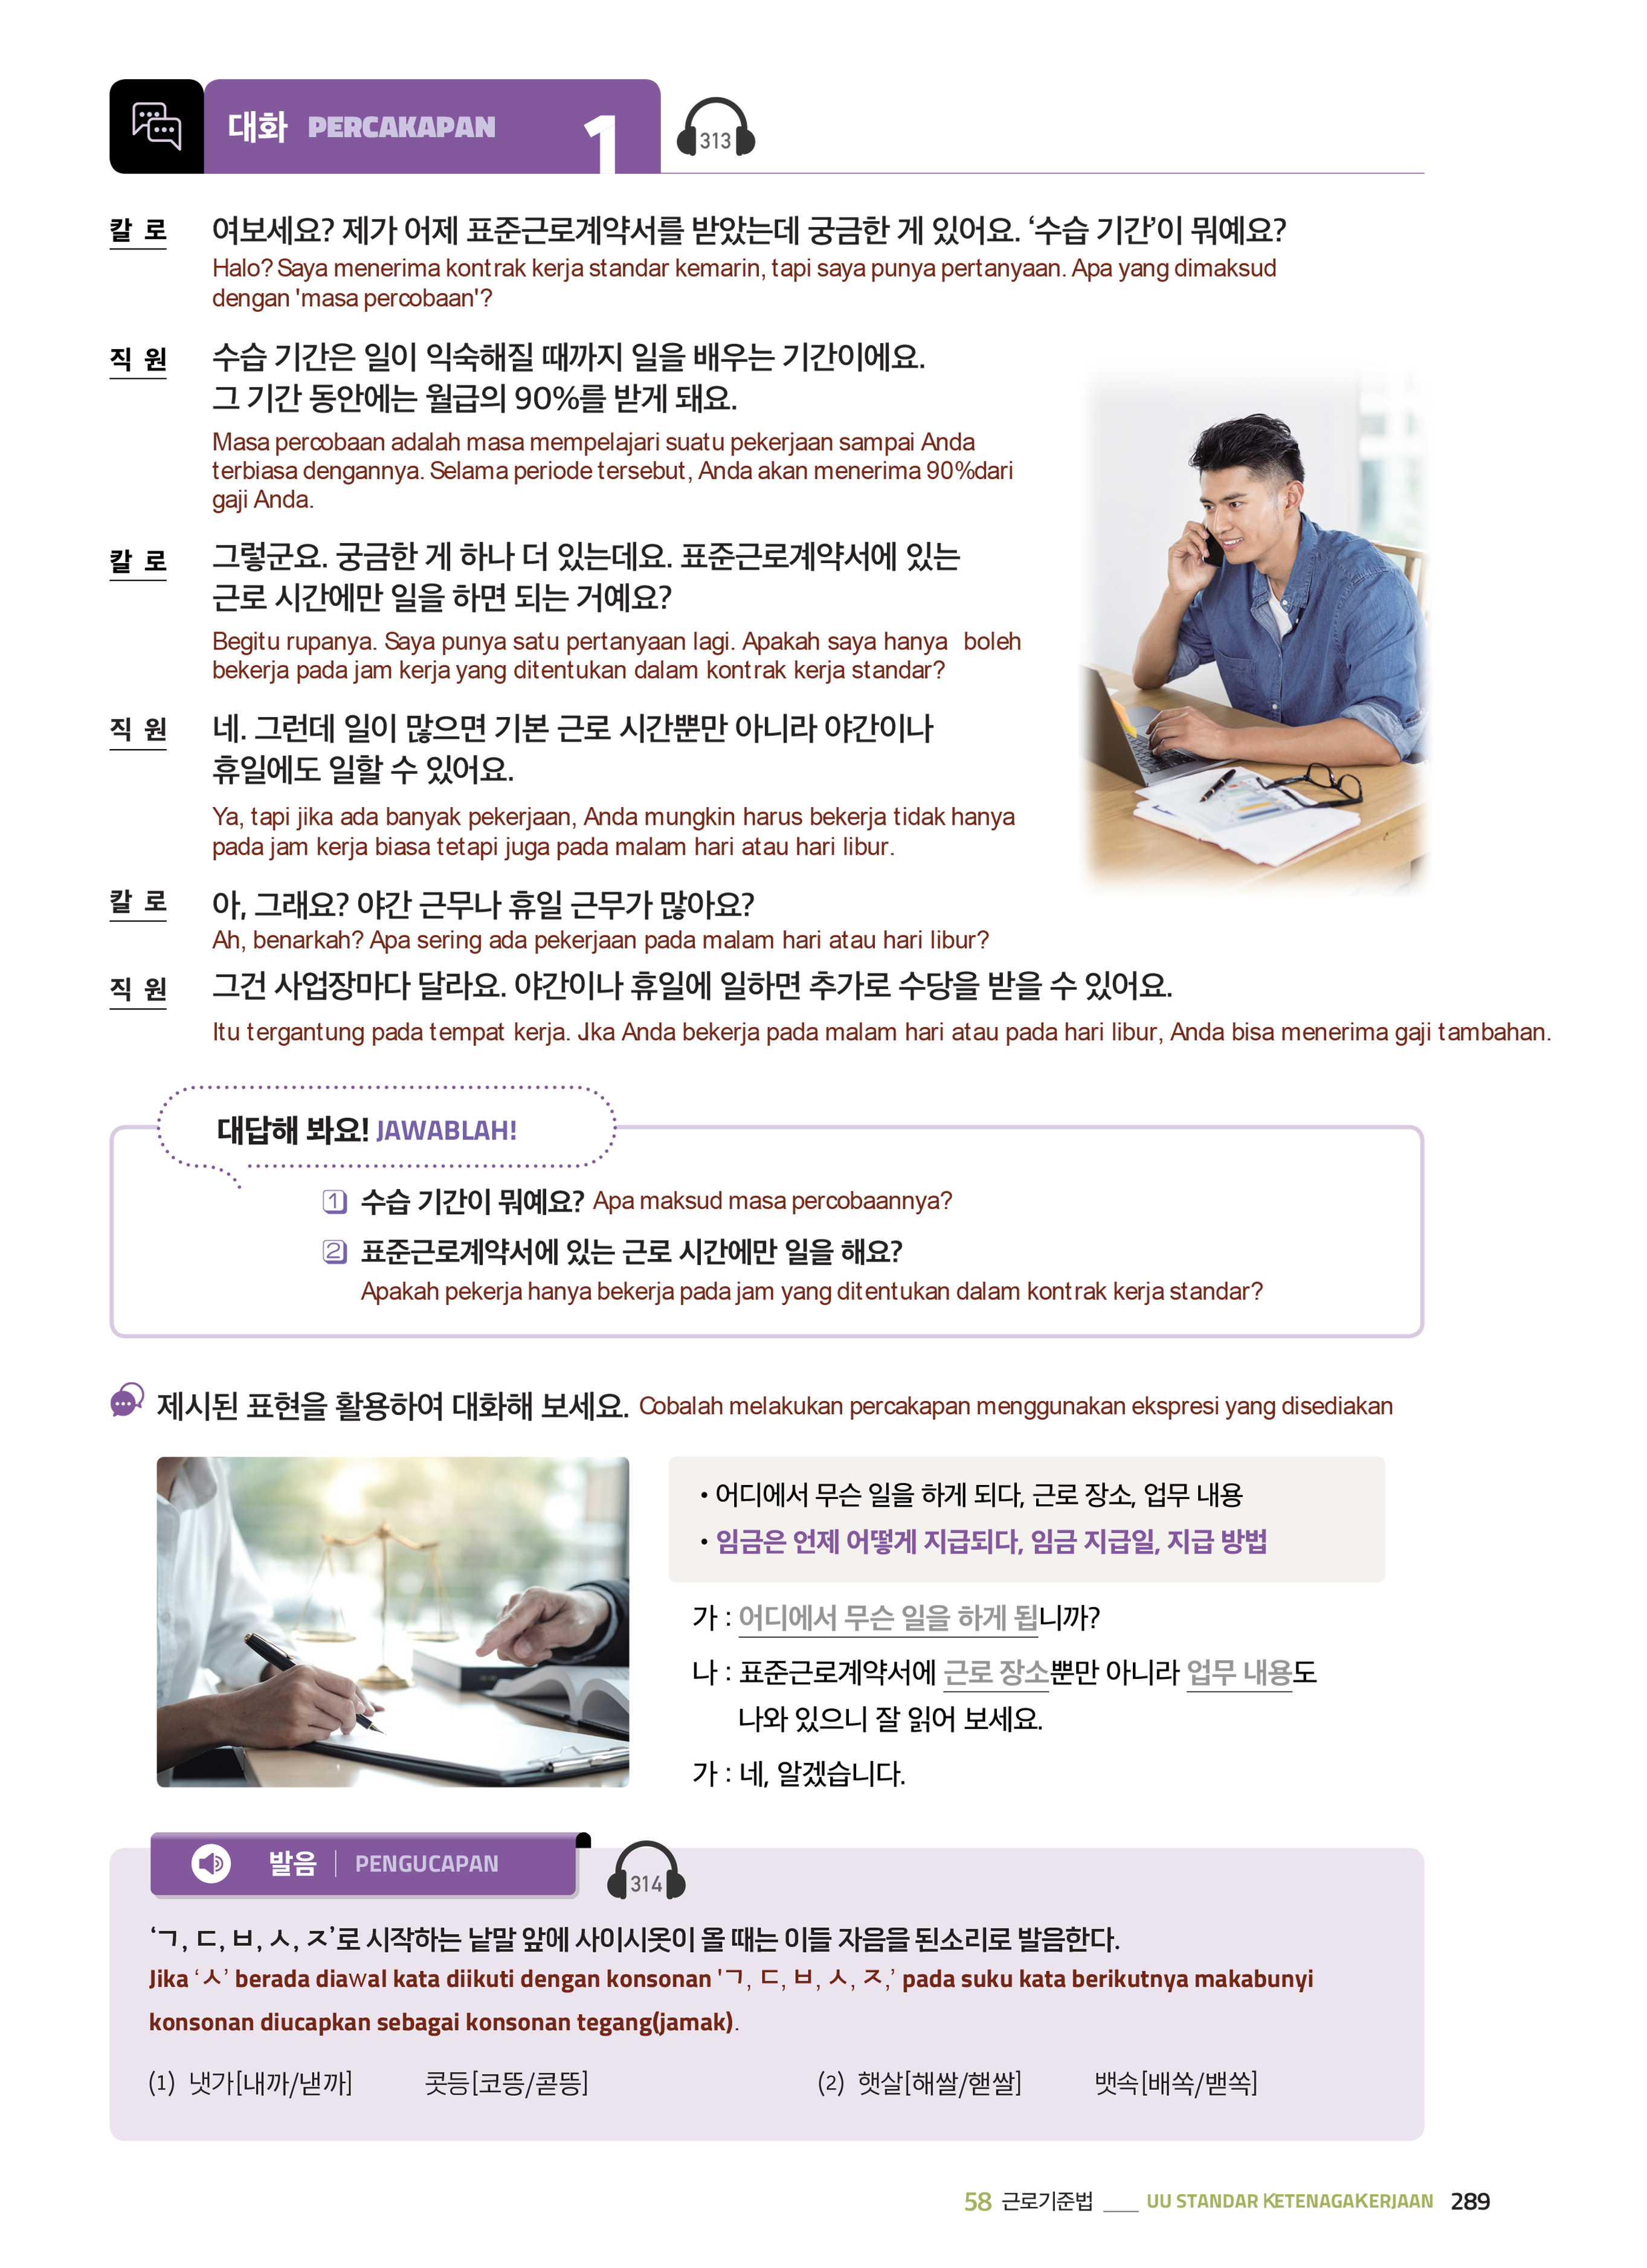 대화 PERCAKAPAN 1
313
칼 로 여보세요? 제가 어제 표준근로계약서를 받았는데 궁금한 게 있어요. ‘수습 기간’이 뭐예요?
Halo? Saya menerima kontrak kerja standar kemarin, tapi saya punya pertanyaan. Apa yang dimaksud
dengan 'masa percobaan'?
직 원 수습 기간은 일이 익숙해질 때까지 일을 배우는 기간이에요.
그 기간 동안에는 월급의 90%를 받게 돼요.
Masa percobaan adalah masa mempelajari suatu pekerjaan sampai Anda
terbiasa dengannya. Selama periode tersebut, Anda akan menerima 90%dari
gaji Anda.
칼 로 그렇군요. 궁금한 게 하나 더 있는데요. 표준근로계약서에 있는
근로 시간에만 일을 하면 되는 거예요?
Begitu rupanya. Saya punya satu pertanyaan lagi. Apakah saya hanya boleh
bekerja pada jam kerja yang ditentukan dalam kontrak kerja standar?
직 원 네. 그런데 일이 많으면 기본 근로 시간뿐만 아니라 야간이나
휴일에도 일할 수 있어요.
Ya, tapi jika ada banyak pekerjaan, Anda mungkin harus bekerja tidak hanya
pada jam kerja biasa tetapi juga pada malam hari atau hari libur.
칼 로 아, 그래요? 야간 근무나 휴일 근무가 많아요?
Ah, benarkah? Apa sering ada pekerjaan pada malam hari atau hari libur?
직 원 그건 사업장마다 달라요. 야간이나 휴일에 일하면 추가로 수당을 받을 수 있어요.
Itu tergantung pada tempat kerja. Jika Anda bekerja pada malam hari atau pada hari libur, Anda bisa menerima gaji tambahan.
대답해 봐요! JAWABLAH!
1 수습 기간이 뭐예요? Apa maksud masa percobaannya?
2 표준근로계약서에 있는 근로 시간에만 일을 해요?
Apakah pekerja hanya bekerja pada jam yang ditentukan dalam kontrak kerja standar?
제시된 표현을 활용하여 대화해 보세요. Cobalah melakukan percakapan menggunakan ekspresi yang disediakan
• 어디에서 무슨 일을 하게 되다, 근로 장소, 업무 내용
• 임금은 언제 어떻게 지급되다, 임금 지급일, 지급 방법
가 : 어디에서 무슨 일을 하게 됩니까?
나 : 표준근로계약서에 근로 장소뿐만 아니라 업무 내용도
나와 있으니 잘 읽어 보세요.
가 : 네, 알겠습니다.
발음 PENGUCAPAN
314
‘ㄱ, ㄷ, ㅂ, ㅅ, ㅈ’로 시작하는 낱말 앞에 사이시옷이 올 때는 이들 자음을 된소리로 발음한다.
Jika ‘ㅅ’ berada diawal kata diikuti dengan konsonan 'ㄱ, ㄷ, ㅂ, ㅅ, ㅈ,’ pada suku kata berikutnya makabunyi
konsonan diucapkan sebagai konsonan tegang(jamak).
(1) 냇가[내까/낻까] 콧등[코뜽/콛뜽] (2) 햇살[해쌀/핻쌀] 뱃속[배쏙/밷쏙]
58 근로기준법 ___ UU STANDAR KETENAGAKERJAAN 289